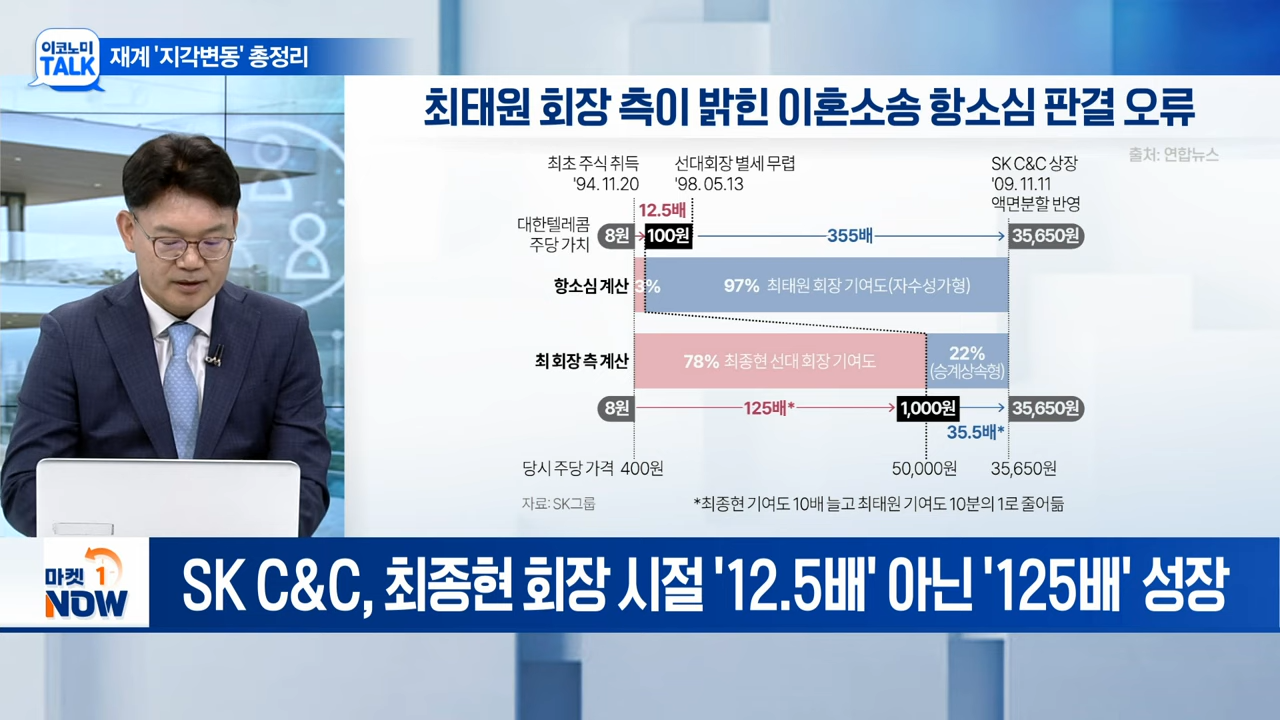 이코노미
TALK
재계 '지각변동' 총정리
최태원 회장 측이 밝힌 이혼소송 항소심 판결 오류
출처: 연합뉴스
최초 주식 취득
'94.11.20
선대회장 별세 무렵
'98.05.13
SK C&C 상장
'09.11.11
액면분할 반영
12.5배
대한텔레콤
주당 가치
8원
100원
355배
35,650원
항소심 계산
3%
97% 최태원 회장 기여도(자수성가형)
최 회장 측 계산
78% 최종현 선대 회장 기여도
22%
(승계상속형)
8원
125배*
1,000원
35,650원
35.5배*
당시 주당 가격 400원
50,000원
35,650원
자료: SK그룹
*최종현 기여도 10배 늘고 최태원 기여도 10분의 1로 줄어듦
마켓 1
NOW
SK C&C, 최종현 회장 시절 '12.5배' 아닌 '125배' 성장